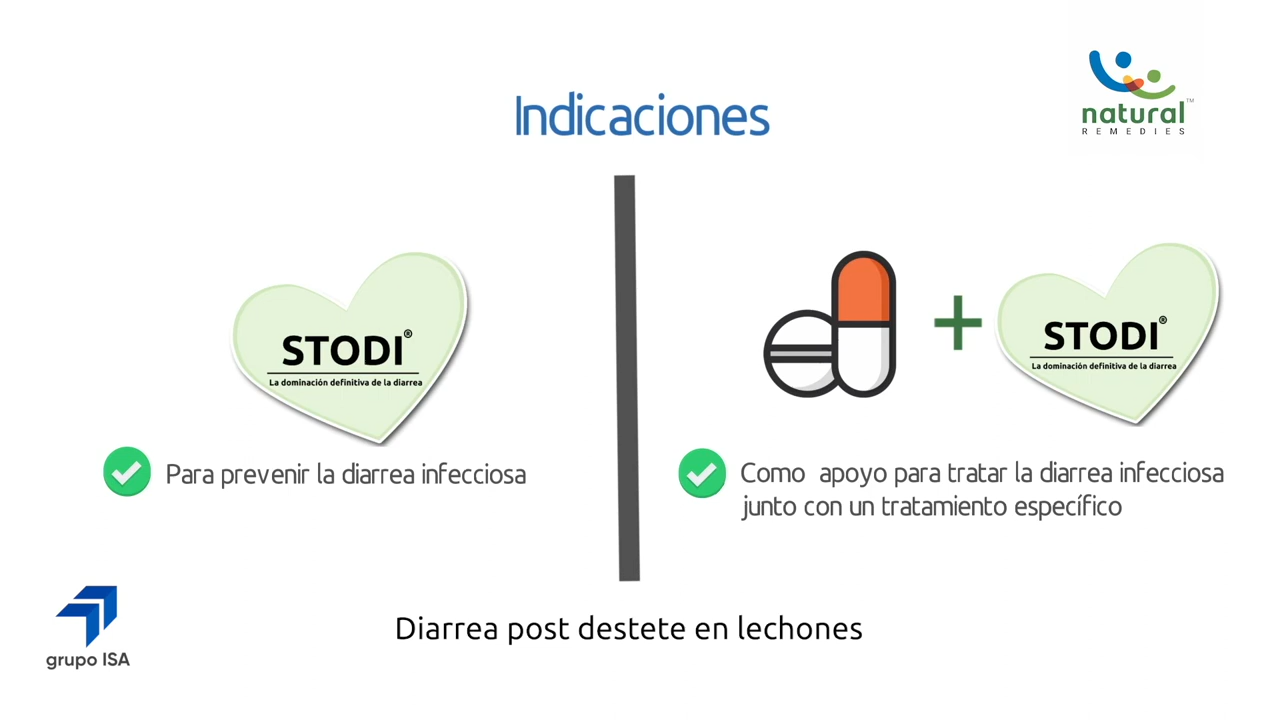 Indicaciones
natural™
REMEDIES
STODI®
La dominación definitiva de la diarrea
Para prevenir la diarrea infecciosa
+
STODI®
La dominación definitiva de la diarrea
Como apoyo para tratar la diarrea infecciosa
junto con un tratamiento específico
Diarrea post destete en lechones
grupo ISA